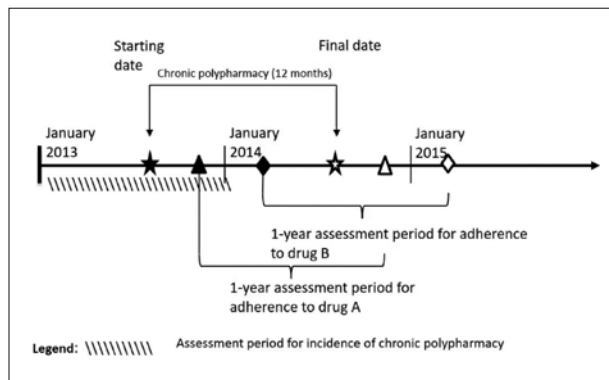 Starting
date
Final date
Chronic polypharmacy (12 months)
January
2013
January
2014
January
2015
1-year assessment period for adherence
to drug B
1-year assessment period for
adherence to drug A
Legend:
Assessment period for incidence of chronic polypharmacy